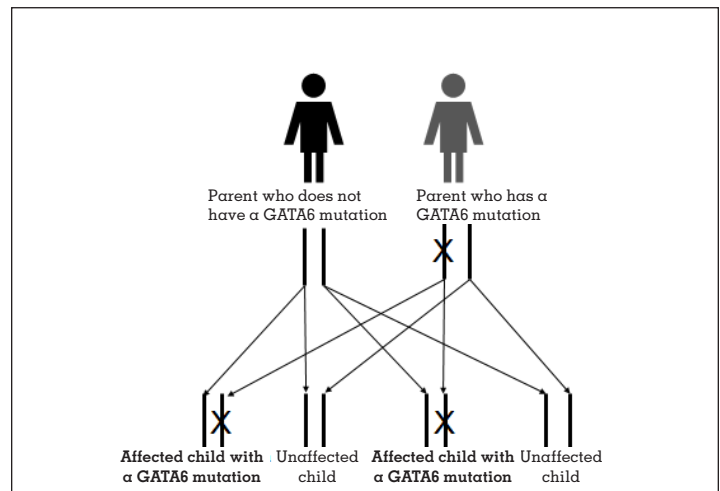 Parent who does not
have a GATA6 mutation
Parent who has a
GATA6 mutation
X
X
X
Affected child with
a GATA6 mutation
Unaffected
child
Affected child with
a GATA6 mutation
Unaffected
child